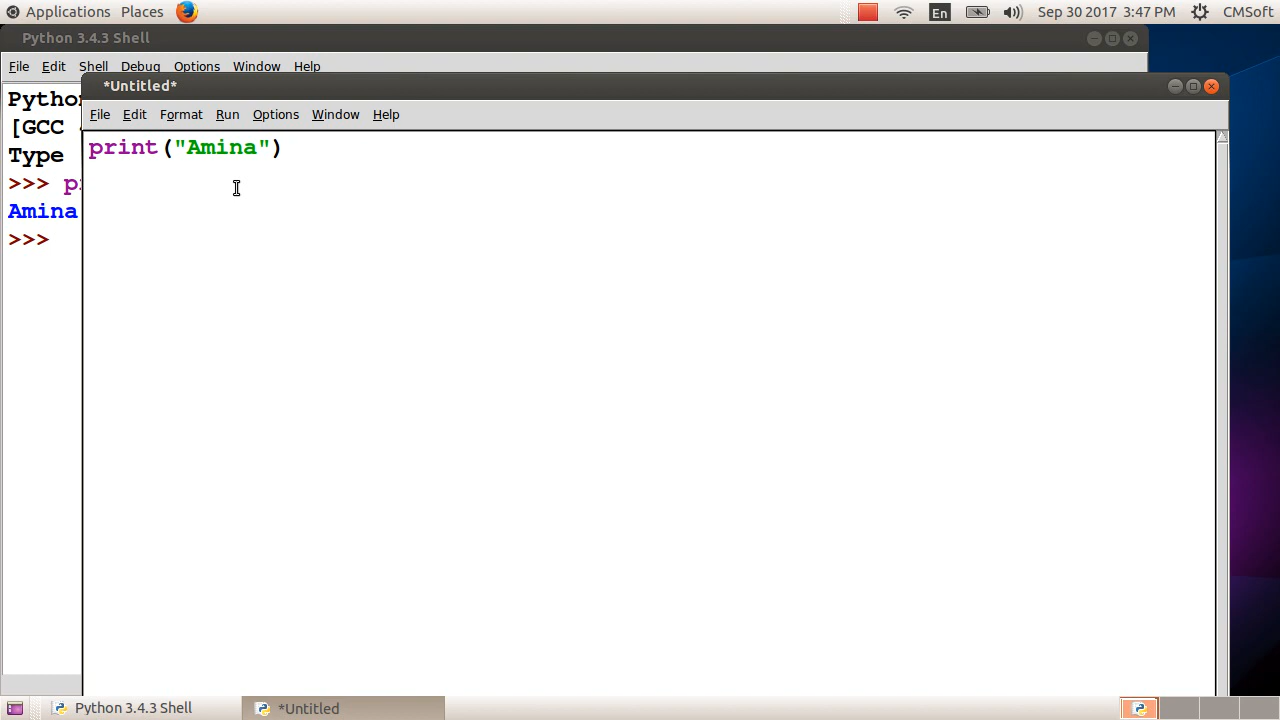 Applications Places En Sep 30 2017 3:47 PM CMSoft
Python 3.4.3 Shell
File Edit Shell Debug Options Window Help
*Untitled*
File Edit Format Run Options Window Help
Python
[GCC
Type
>>> p
Amina
>>>
print("Amina")
Python 3.4.3 Shell *Untitled